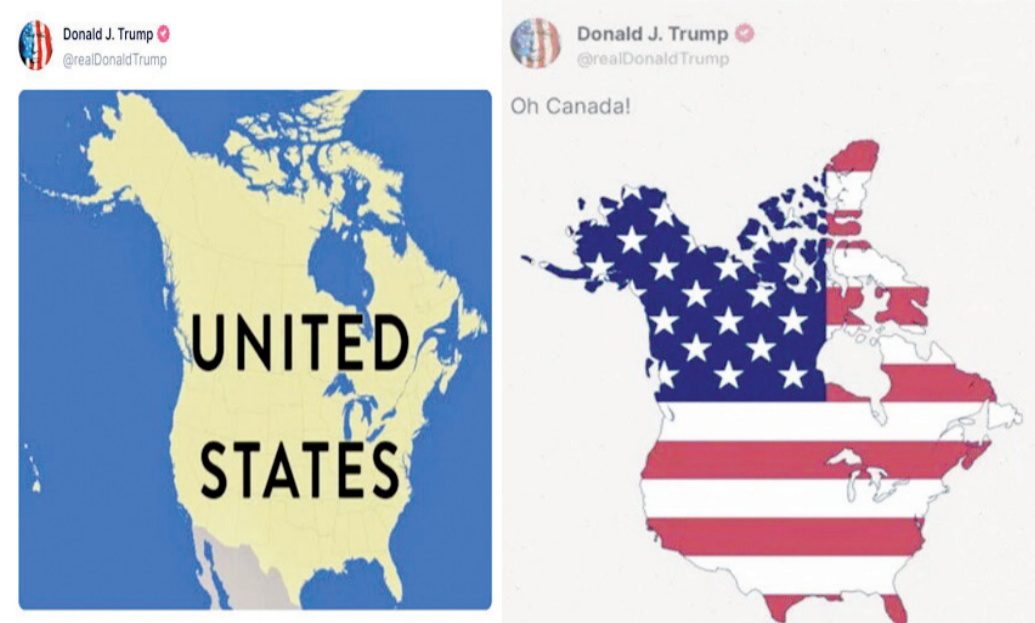 Donald J. Trump
@realDonaldTrump
UNITED
STATES
Donald J. Trump
@realDonaldTrump
Oh Canada!